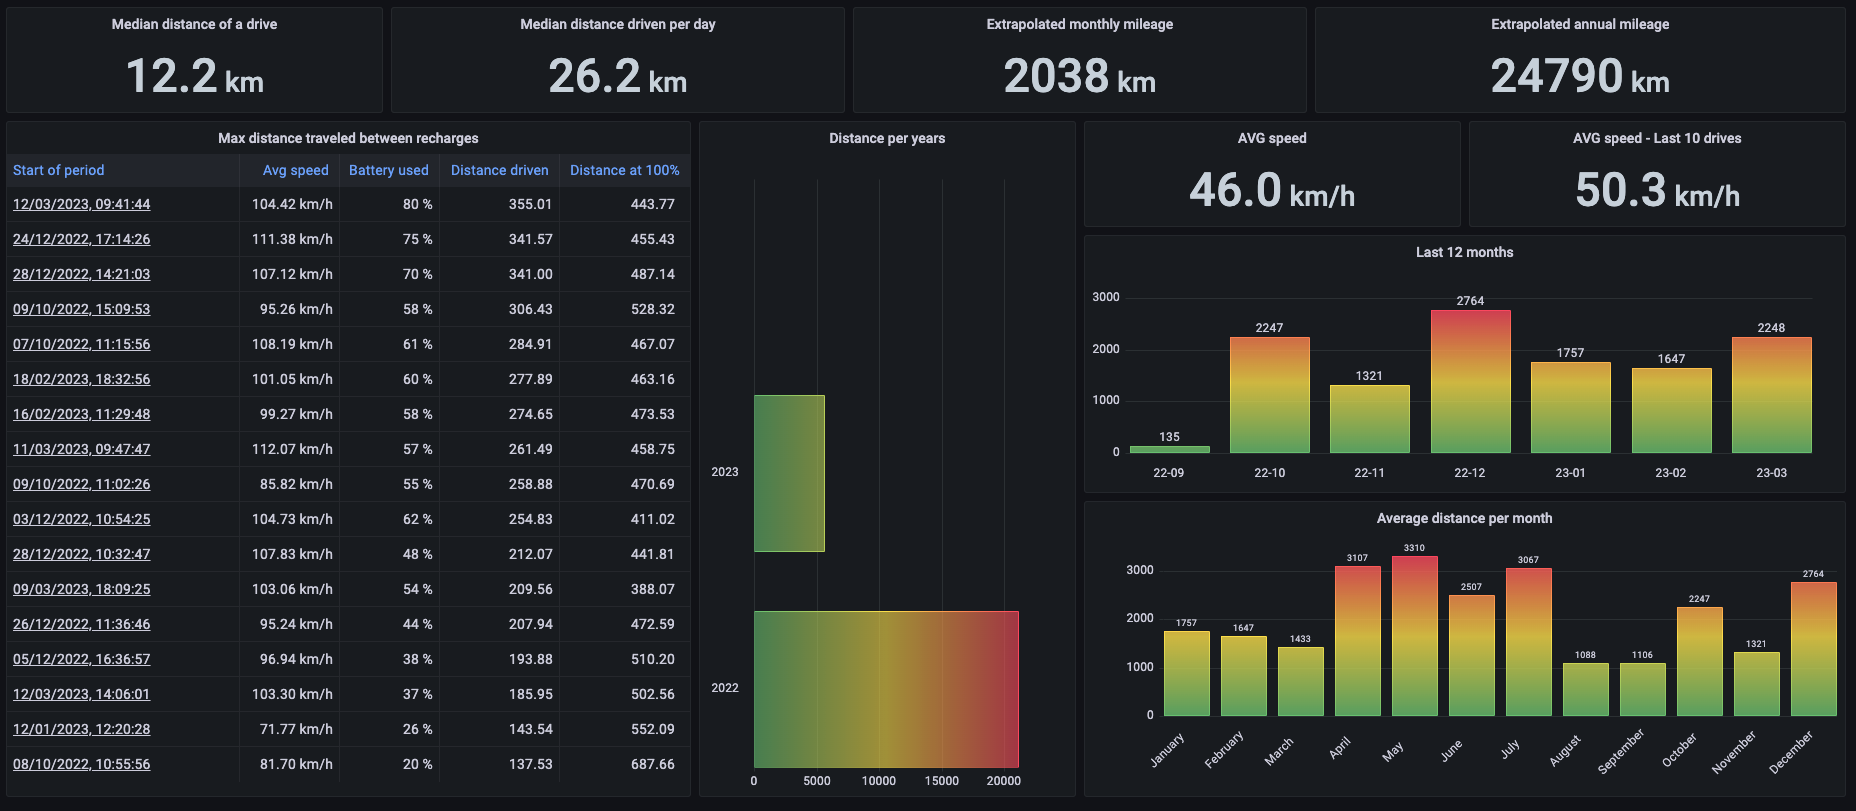 Median distance of a drive
12.2 km
Median distance driven per day
26.2 km
Extrapolated monthly mileage
2038 km
Extrapolated annual mileage
24790 km
Max distance traveled between recharges
Start of period Avg speed Battery used Distance driven Distance at 100%
12/03/2023, 09:41:44 104.42 km/h 80 % 355.01 443.77
24/12/2022, 17:14:26 111.38 km/h 75 % 341.57 455.43
28/12/2022, 14:21:03 107.12 km/h 70 % 341.00 487.14
09/10/2022, 15:09:53 95.26 km/h 58 % 306.43 528.32
07/10/2022, 11:15:56 108.19 km/h 61 % 284.91 467.07
18/02/2023, 18:32:56 101.05 km/h 60 % 277.89 463.16
16/02/2023, 11:29:48 99.27 km/h 58 % 274.65 473.53
11/03/2023, 09:47:47 112.07 km/h 57 % 261.49 458.75
09/10/2022, 11:02:26 85.82 km/h 55 % 258.88 470.69
03/12/2022, 10:54:25 104.73 km/h 62 % 254.83 411.02
28/12/2022, 10:32:47 107.83 km/h 48 % 212.07 441.81
09/03/2023, 18:09:25 103.06 km/h 54 % 209.56 388.07
26/12/2022, 11:36:46 95.24 km/h 44 % 207.94 472.59
05/12/2022, 16:36:57 96.94 km/h 38 % 193.88 510.20
12/03/2023, 14:06:01 103.30 km/h 37 % 185.95 502.56
12/01/2023, 12:20:28 71.77 km/h 26 % 143.54 552.09
08/10/2022, 10:55:56 81.70 km/h 20 % 137.53 687.66
Distance per years
2023
2022
0 5000 10000 15000 20000
AVG speed
46.0 km/h
AVG speed - Last 10 drives
50.3 km/h
Last 12 months
3000
2000
1000
0
135 2247 1321 2764 1757 1647 2248
22-09 22-10 22-11 22-12 23-01 23-02 23-03
Average distance per month
3000
2000
1000
0
1757 1647 1433 3107 3310 2507 3067 1088 1106 2247 1321 2764
January February March April May June July August September October November December